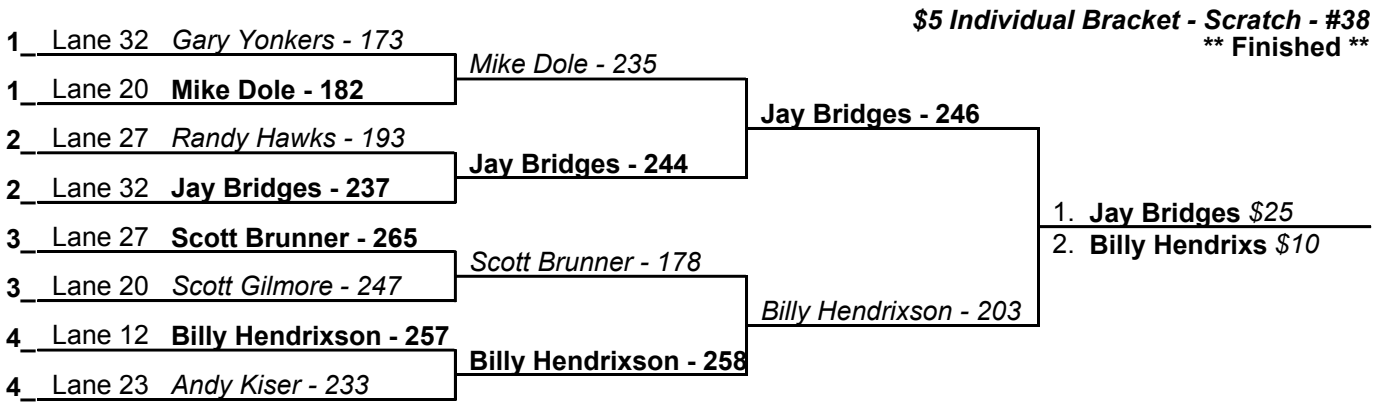 $5 Individual Bracket - Scratch - #38
** Finished **
1_ Lane 32 Gary Yonkers - 173
1_ Lane 20 Mike Dole - 182
2_ Lane 27 Randy Hawks - 193
2_ Lane 32 Jay Bridges - 237
3_ Lane 27 Scott Brunner - 265
3_ Lane 20 Scott Gilmore - 247
4_ Lane 12 Billy Hendrixson - 257
4_ Lane 23 Andy Kiser - 233
Mike Dole - 235
Jay Bridges - 244
Scott Brunner - 178
Billy Hendrixson - 258
Jay Bridges - 246
Billy Hendrixson - 203
1. Jay Bridges $25
2. Billy Hendrixs $10